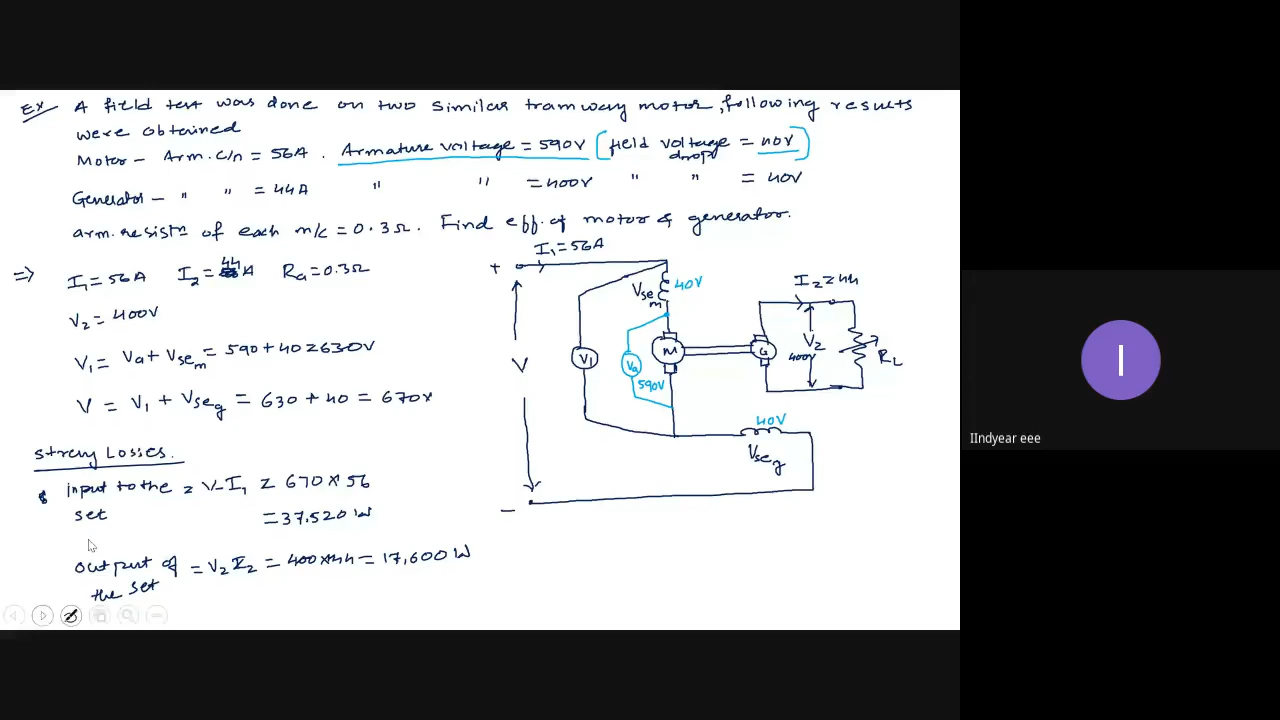 Ex A field test was done on two similar tramway motor, following results
were obtained
Motor - Arm. c/n = 56A. Armature voltage = 590V (field voltage drop = 40V)
Generator - " " = 44A " " = 400V " " = 40V
arm. resistn of each m/c = 0.3Ω. Find eff. of motor & generator.
⇒ I₁ = 56A I₂ = 44A Ra = 0.3Ω
V₂ = 400V
V₁ = Va + Vsem = 590 + 40 = 630V
V = V₁ + Vseg = 630 + 40 = 670V
Stray Losses.
input to the set = V I₁ = 670 × 56
= 37,520 W
output of the set = V₂ I₂ = 400×44 = 17,600 W
I₁ = 56A
+
Vsem 40V
I₂ = 44
V
V₁
Va
590V
M
G
V₂
400V
RL
40V
Vseg
−
I
IIndyear eee